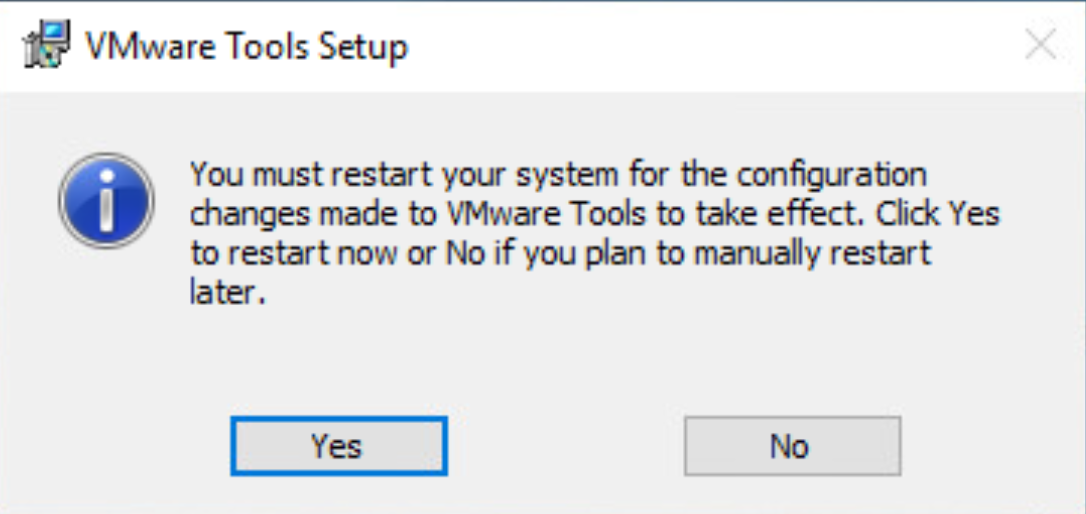 VMware Tools Setup
You must restart your system for the configuration
changes made to VMware Tools to take effect. Click Yes
to restart now or No if you plan to manually restart
later.
Yes
No